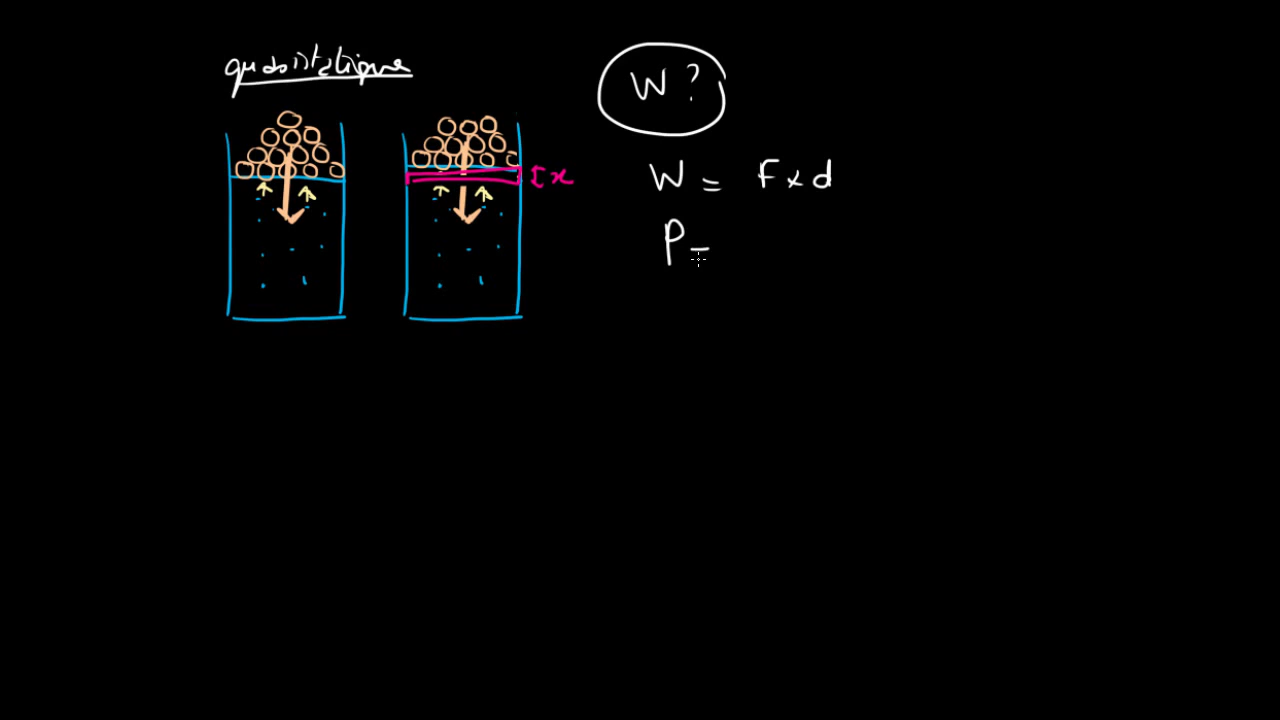 quasistatique
W ?
x
W = F × d
P =